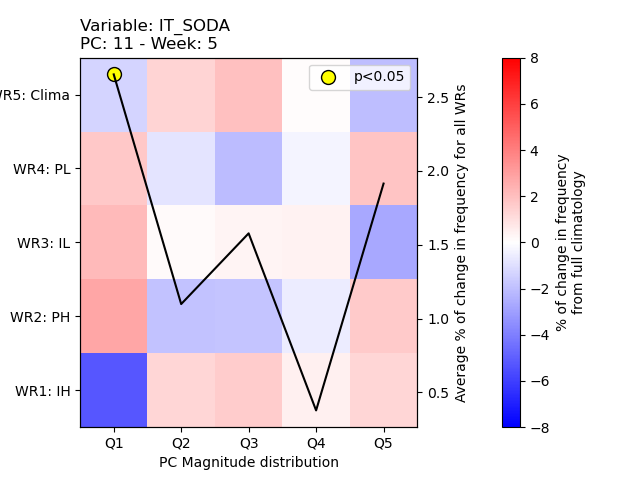 Variable: IT_SODA
PC: 11 - Week: 5
p<0.05
WR5: Clima
WR4: PL
WR3: IL
WR2: PH
WR1: IH
Q1 Q2 Q3 Q4 Q5
PC Magnitude distribution
2.5
2.0
1.5
1.0
0.5
Average % of change in frequency for all WRs
8
6
4
2
0
−2
−4
−6
−8
% of change in frequency
from full climatology